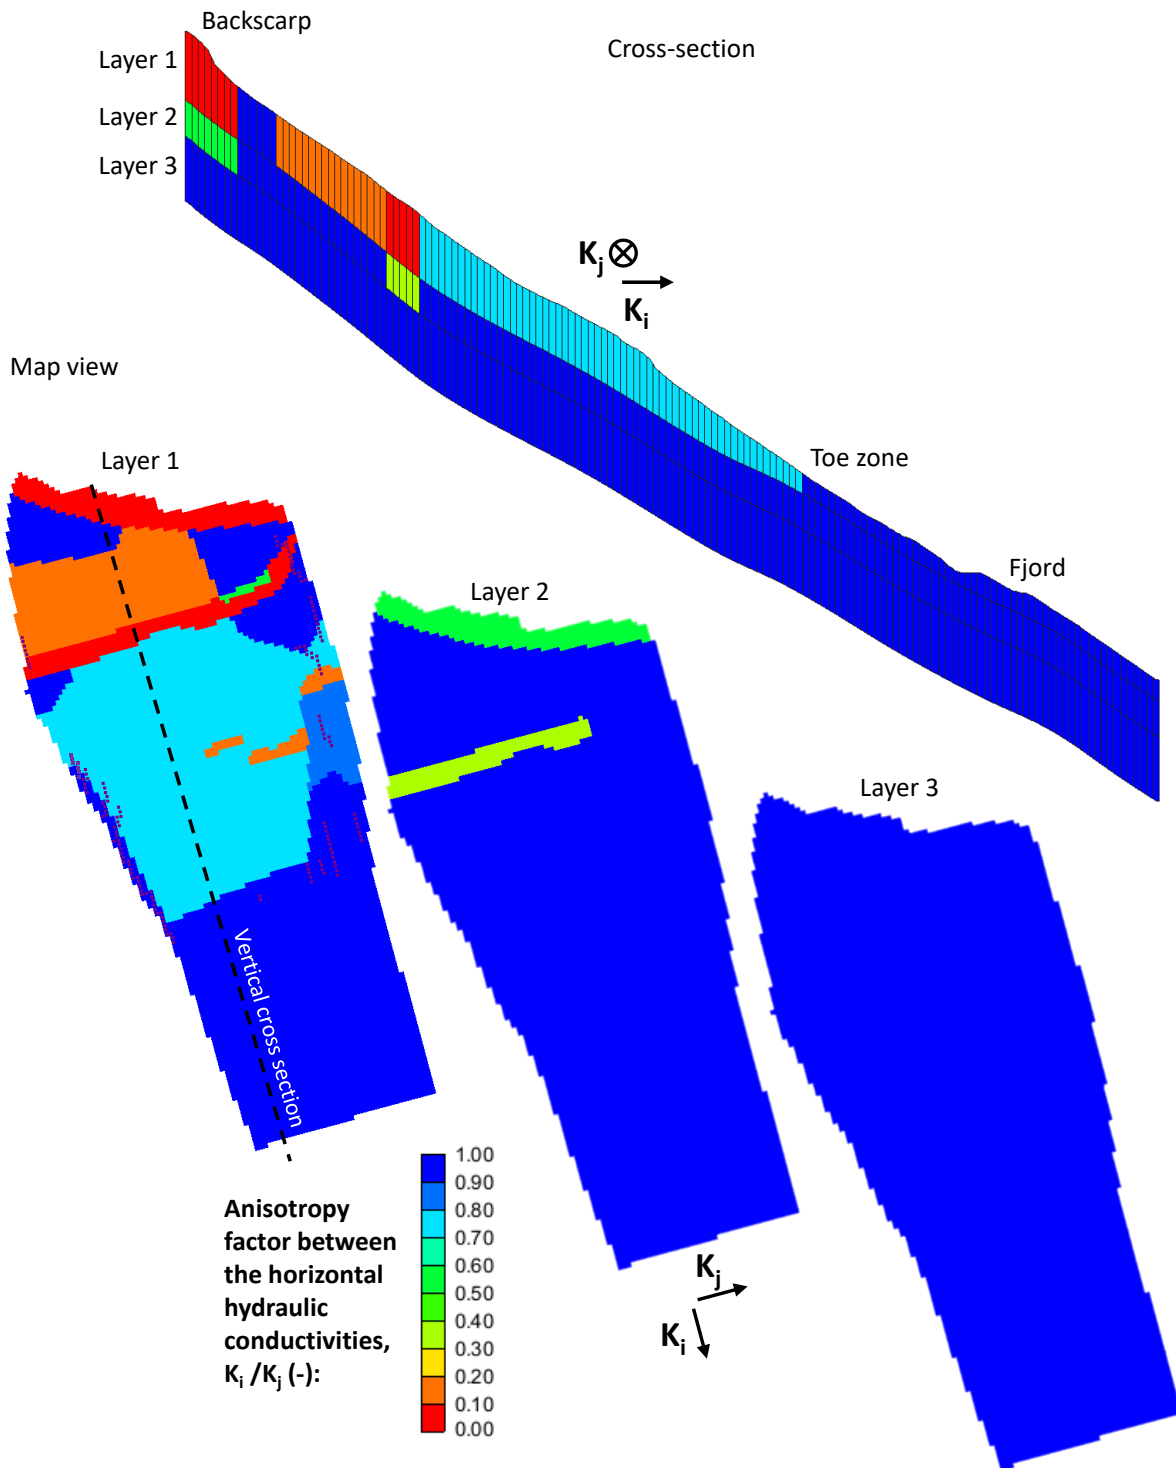 Backscarp
Cross-section
Layer 1
Layer 2
Layer 3
Kj
Ki
Map view
Toe zone
Fjord
Layer 1
Layer 2
Layer 3
Vertical cross section
Kj
Ki
Anisotropy
factor between
the horizontal
hydraulic
conductivities,
Ki /Kj (-):
1.00
0.90
0.80
0.70
0.60
0.50
0.40
0.30
0.20
0.10
0.00